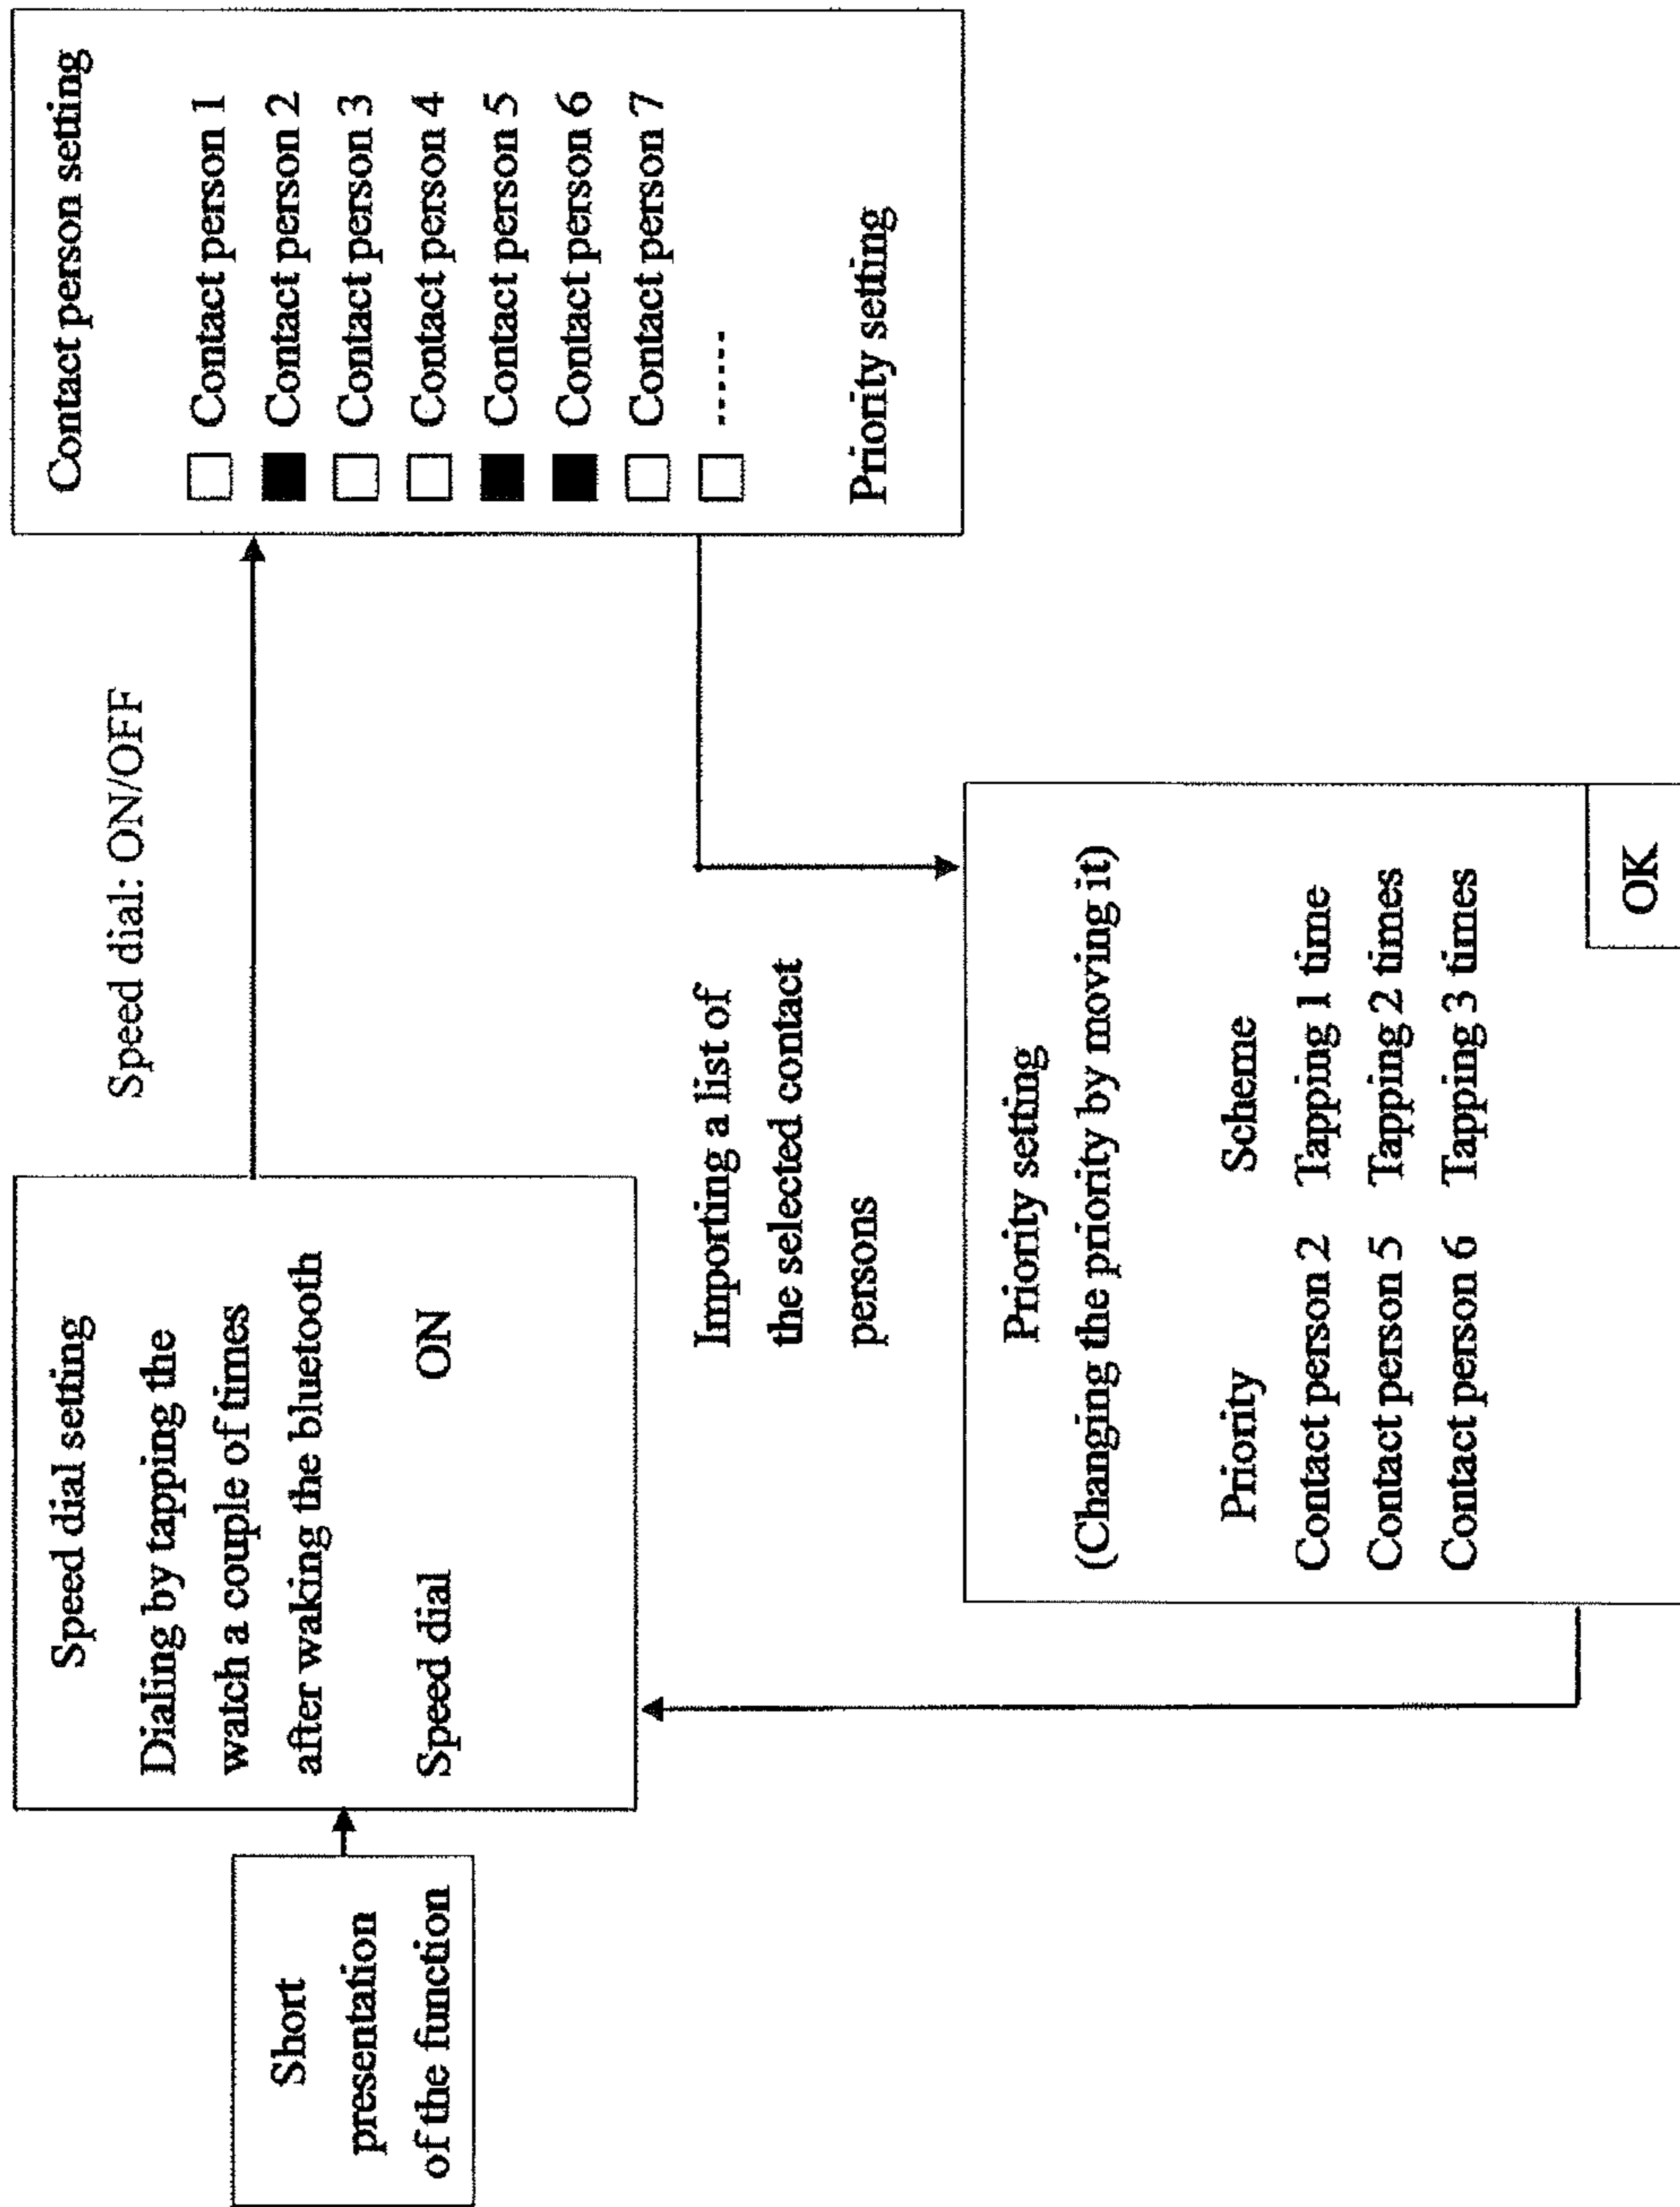 Short
presentation
of the function
Speed dial setting
Dialing by tapping the
watch a couple of times
after waking the bluetooth
Speed dial ON
Speed dial: ON/OFF
Contact person setting
Contact person 1
Contact person 2
Contact person 3
Contact person 4
Contact person 5
Contact person 6
Contact person 7
......
Priority setting
Importing a list of
the selected contact
persons
Priority setting
(Changing the priority by moving it)
Priority Scheme
Contact person 2 Tapping 1 time
Contact person 5 Tapping 2 times
Contact person 6 Tapping 3 times
OK